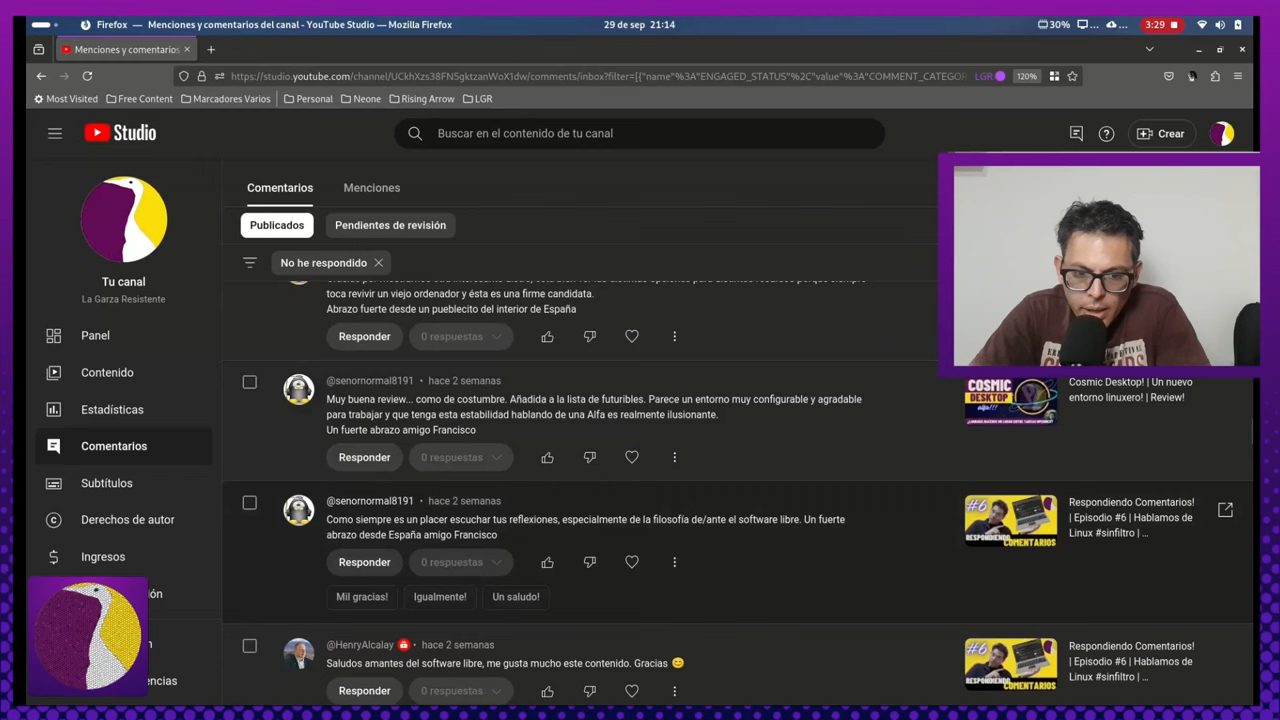 Firefox — Menciones y comentarios del canal - YouTube Studio — Mozilla Firefox
29 de sep 21:14
30%
3:29
Menciones y comentarios
https://studio.youtube.com/channel/UCkhXzs38FN5gktzanWoX1dw/comments/inbox?filter=[{"name"%3A"ENGAGED_STATUS"%2C"value"%3A"COMMENT_CATEGOR
LGR
120%
Most Visited
Free Content
Marcadores Varios
Personal
Neone
Rising Arrow
LGR
Studio
Buscar en el contenido de tu canal
Crear
Tu canal
La Garza Resistente
Panel
Contenido
Estadísticas
Comentarios
Subtítulos
Derechos de autor
Ingresos
Comentarios
Menciones
Publicados
Pendientes de revisión
No he respondido
toca revivir un viejo ordenador y ésta es una firme candidata.
Abrazo fuerte desde un pueblecito del interior de España
Responder
0 respuestas
@senornormal8191 • hace 2 semanas
Muy buena review... como de costumbre. Añadida a la lista de futuribles. Parece un entorno muy configurable y agradable
para trabajar y que tenga esta estabilidad hablando de una Alfa es realmente ilusionante.
Un fuerte abrazo amigo Francisco
Responder
0 respuestas
COSMIC
DESKTOP
alfa!!!
Cosmic Desktop! | Un nuevo
entorno linuxero! | Review!
@senornormal8191 • hace 2 semanas
Como siempre es un placer escuchar tus reflexiones, especialmente de la filosofía de/ante el software libre. Un fuerte
abrazo desde España amigo Francisco
Responder
0 respuestas
Mil gracias!
Igualmente!
Un saludo!
#6
RESPONDIENDO
COMENTARIOS
Respondiendo Comentarios!
| Episodio #6 | Hablamos de
Linux #sinfiltro | ...
@HenryAlcalay • hace 2 semanas
Saludos amantes del software libre, me gusta mucho este contenido. Gracias 😊
Responder
0 respuestas
#6
RESPONDIENDO
COMENTARIOS
Respondiendo Comentarios!
| Episodio #6 | Hablamos de
Linux #sinfiltro | ...